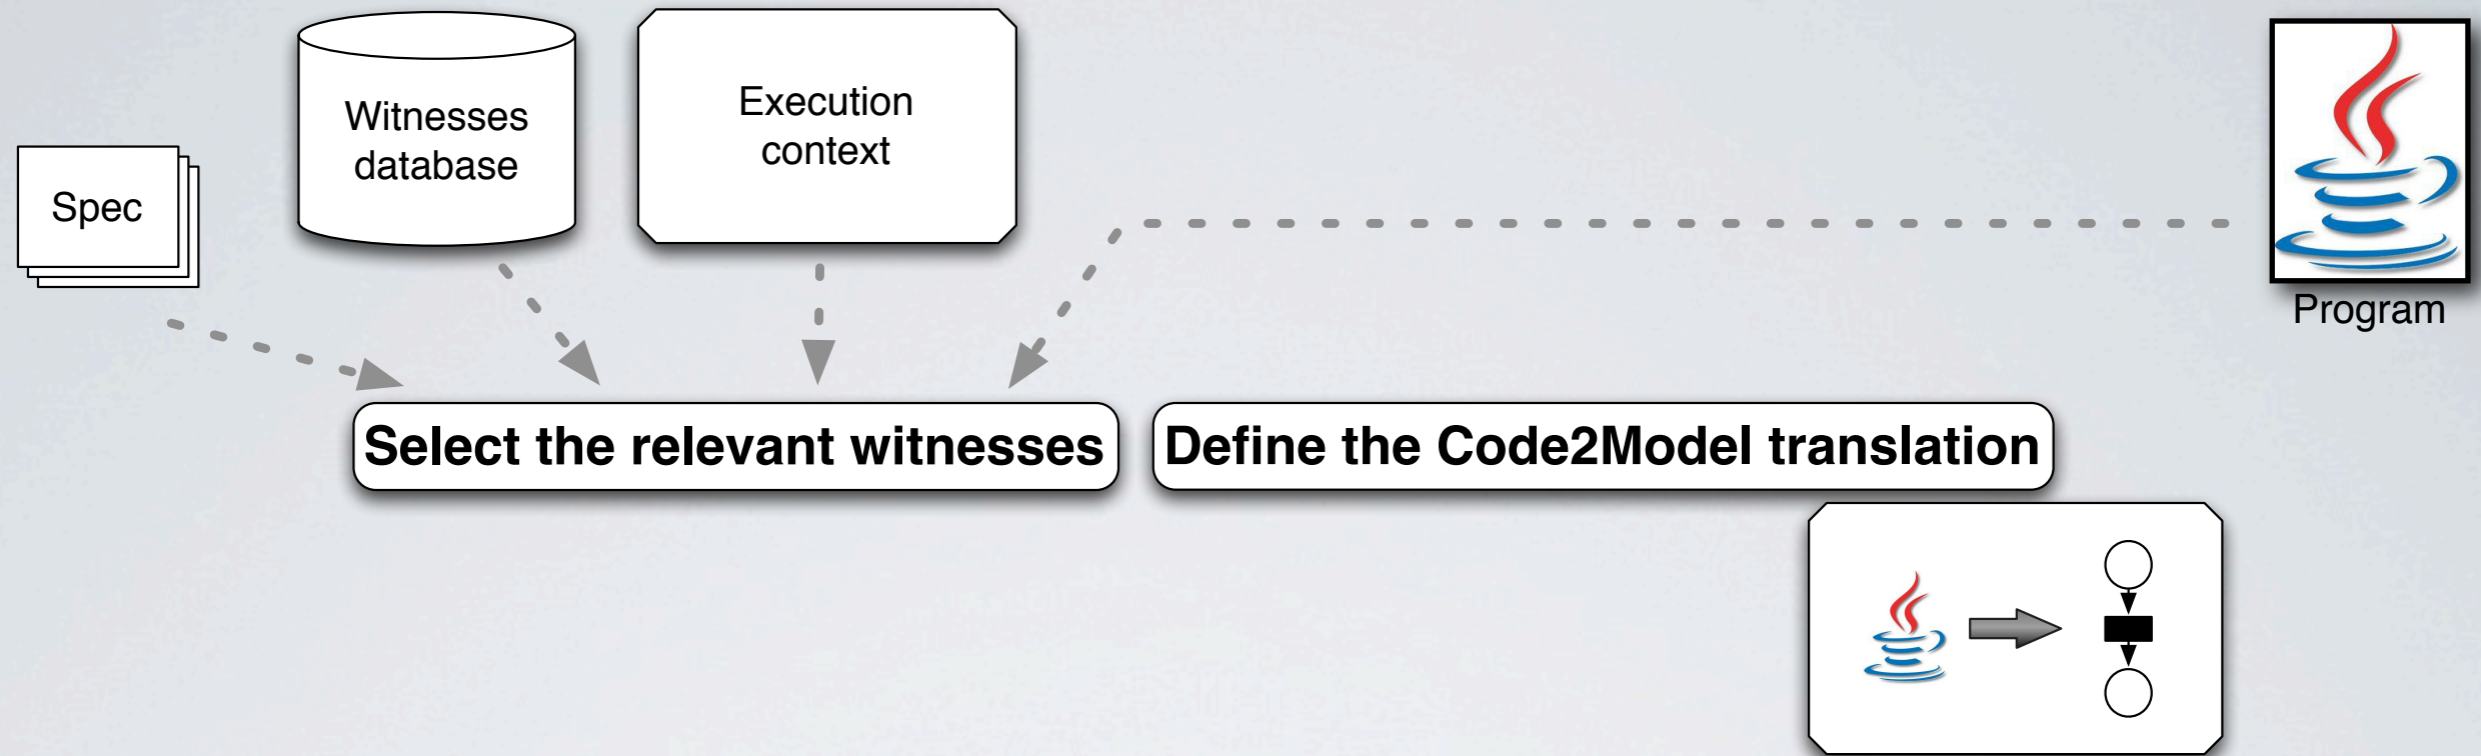 Witnesses
database
Execution
context
Spec
Program
Select the relevant witnesses
Define the Code2Model translation